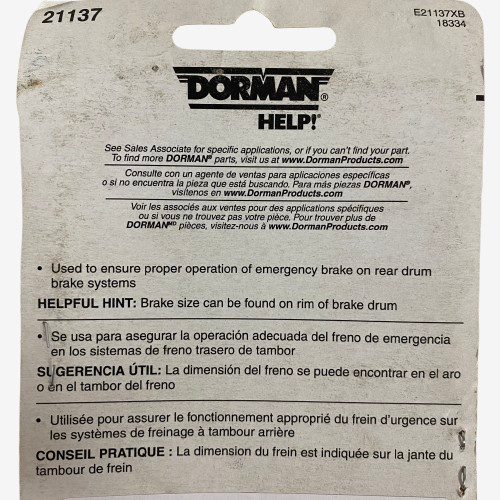 21137
E21137XB
18334
DORMAN®
HELP!®
See Sales Associate for specific applications, or if you can't find your part.
To find more DORMAN® parts, visit us at www.DormanProducts.com
Consulte con un agente de ventas para aplicaciones específicas
o si no encuentra la pieza que está buscando. Para más piezas DORMAN®,
visítenos en www.DormanProducts.com
Voir les associés aux ventes pour des applications spécifiques
ou si vous ne trouvez pas votre pièce. Pour trouver plus de
DORMANᴹᴰ pièces, visitez-nous à www.DormanProducts.com
• Used to ensure proper operation of emergency brake on rear drum
brake systems
HELPFUL HINT: Brake size can be found on rim of brake drum
• Se usa para asegurar la operación adecuada del freno de emergencia
en los sistemas de freno trasero de tambor
SUGERENCIA ÚTIL: La dimensión del freno se puede encontrar en el aro
o en el tambor del freno
• Utilisée pour assurer le fonctionnement approprié du frein d'urgence sur
les systèmes de freinage à tambour arrière
CONSEIL PRATIQUE : La dimension du frein est indiquée sur la jante du
tambour de frein